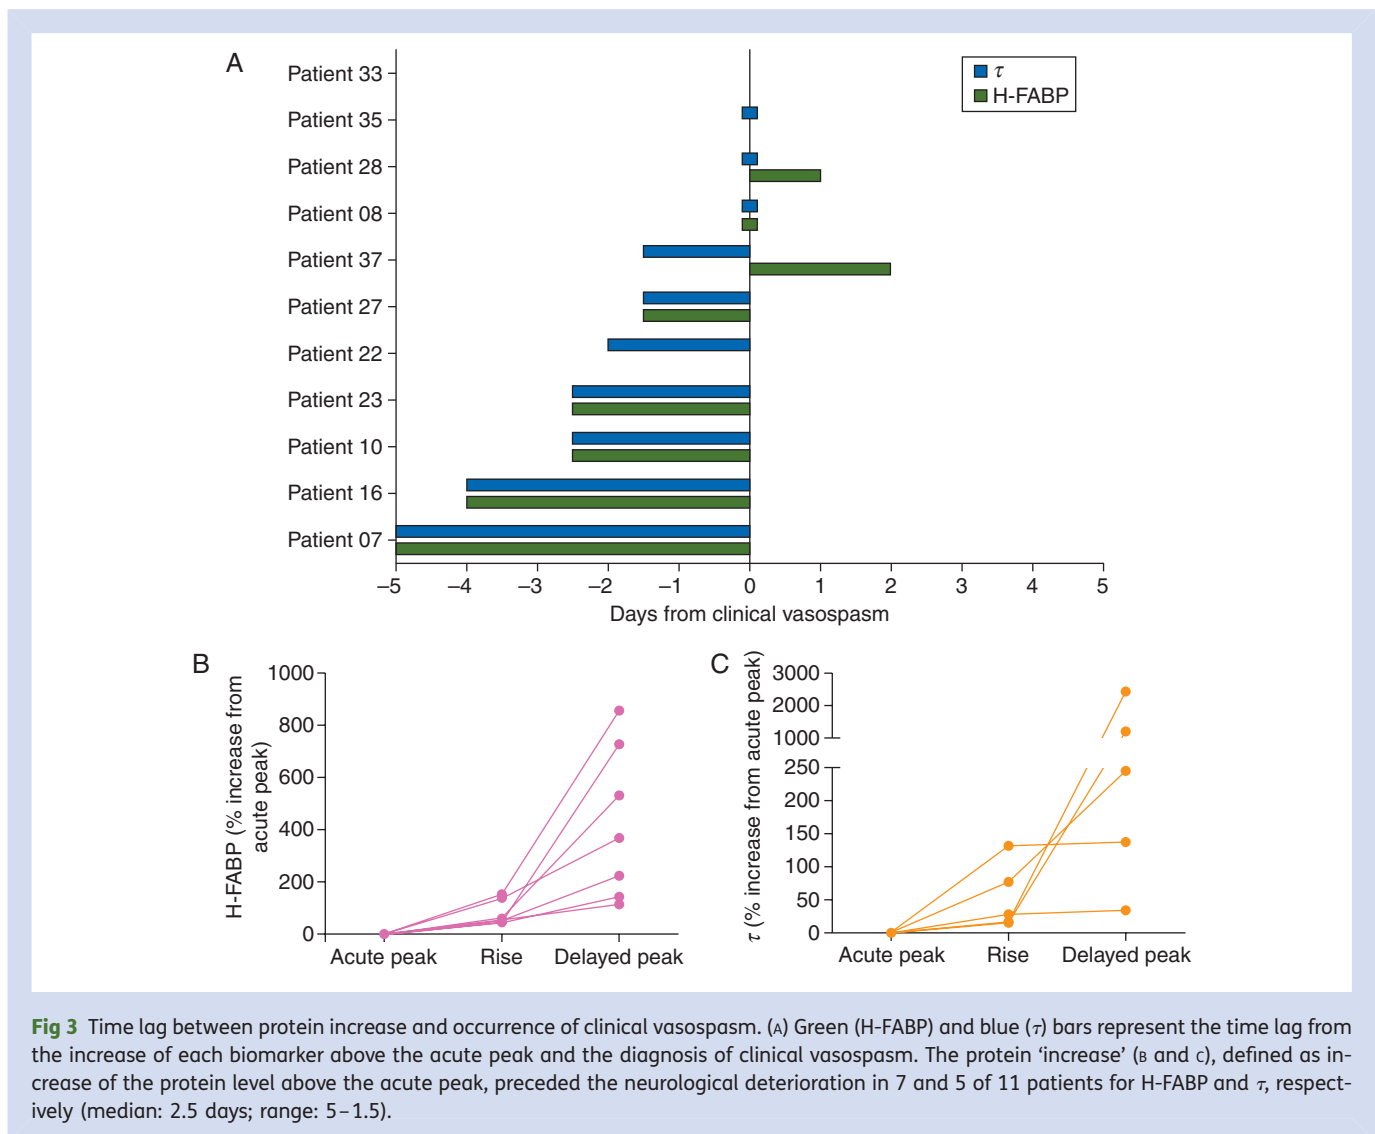 A
Patient 33
Patient 35
Patient 28
Patient 08
Patient 37
Patient 27
Patient 22
Patient 23
Patient 10
Patient 16
Patient 07
τ
H-FABP
–5 –4 –3 –2 –1 0 1 2 3 4 5
Days from clinical vasospasm
B
H-FABP (% increase from
acute peak)
1000
800
600
400
200
0
Acute peak Rise Delayed peak
C
τ (% increase from acute peak)
3000
2000
1000
250
200
150
100
50
0
Acute peak Rise Delayed peak
Fig 3 Time lag between protein increase and occurrence of clinical vasospasm. (A) Green (H-FABP) and blue (τ) bars represent the time lag from
the increase of each biomarker above the acute peak and the diagnosis of clinical vasospasm. The protein ‘increase’ (B and C), defined as in-
crease of the protein level above the acute peak, preceded the neurological deterioration in 7 and 5 of 11 patients for H-FABP and τ, respect-
ively (median: 2.5 days; range: 5–1.5).